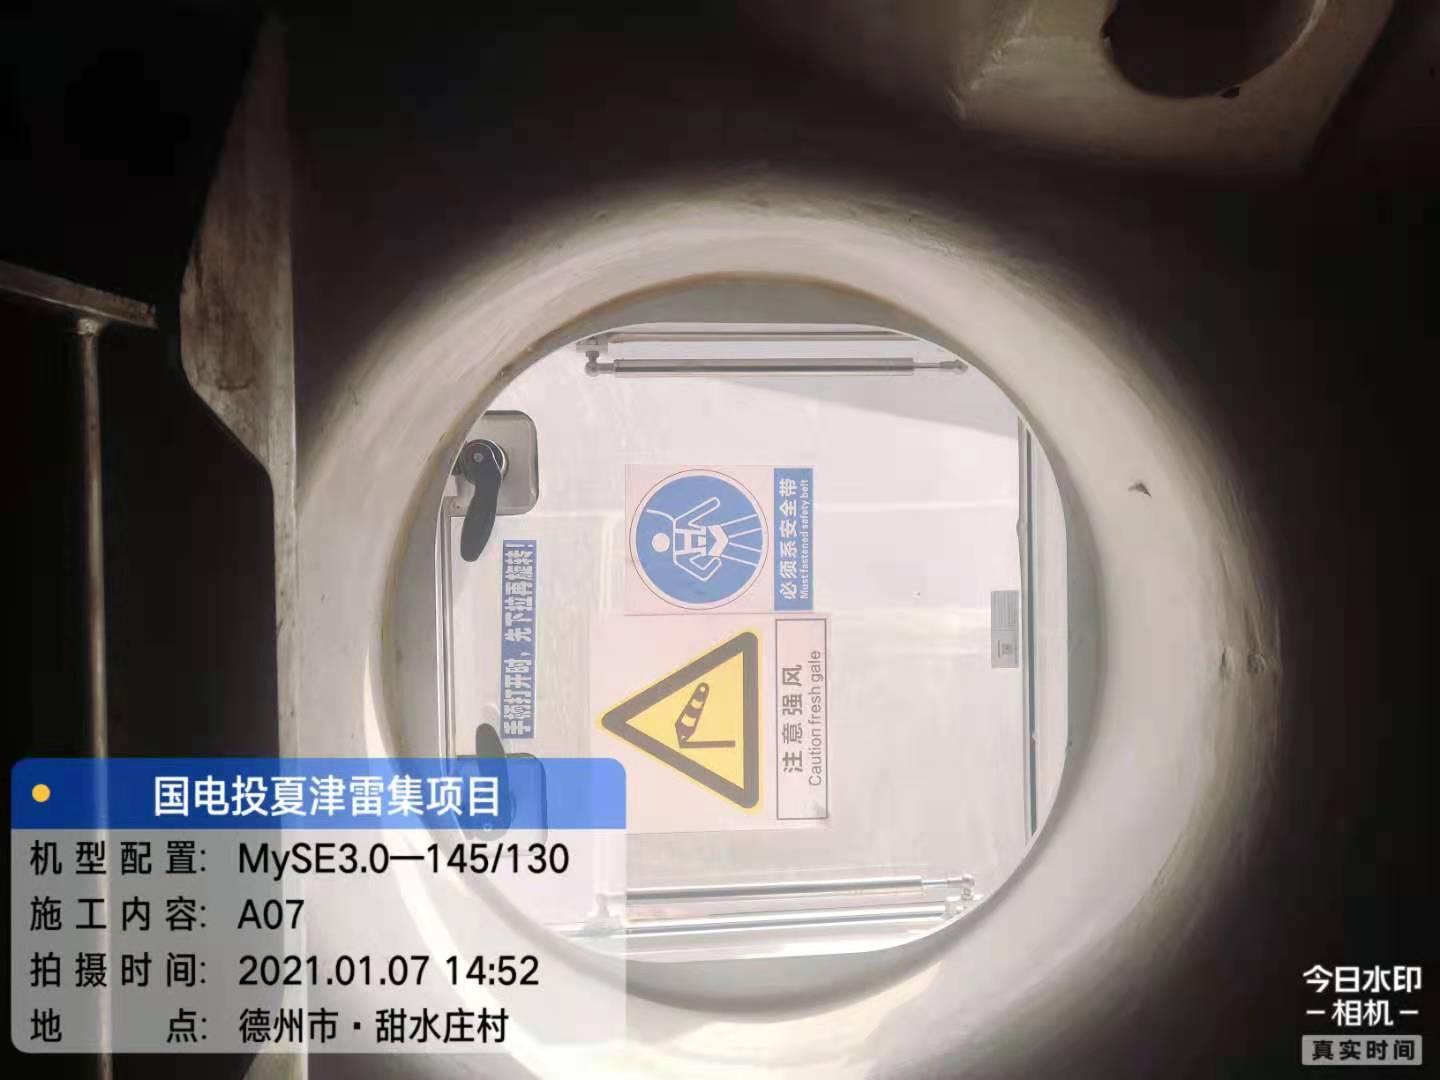 必须系安全带
Must fastened safety belt
手柄打开时，先下拉再旋转！
注意强风
Caution fresh gale
国电投夏津雷集项目
机型配置: MySE3.0—145/130
施工内容: A07
拍摄时间: 2021.01.07 14:52
地点: 德州市·甜水庄村
今日水印
-相机-
真实时间